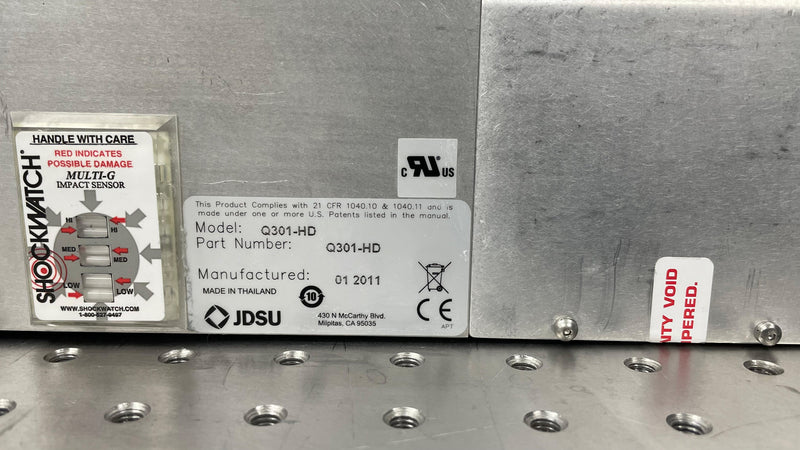 HANDLE WITH CARE
RED INDICATES
POSSIBLE DAMAGE
MULTI-G
IMPACT SENSOR
SHOCKWATCH®
HI
HI
MED
MED
LOW
LOW
WWW.SHOCKWATCH.COM
1-800-527-9497
C RU US
This Product Complies with 21 CFR 1040.10 & 1040.11 and is
made under one or more U.S. Patents listed in the manual.
Model: Q301-HD
Part Number: Q301-HD
Manufactured: 01 2011
MADE IN THAILAND
10
JDSU
430 N McCarthy Blvd.
Milpitas, CA 95035
CE
APT
NTY VOID
PERED.